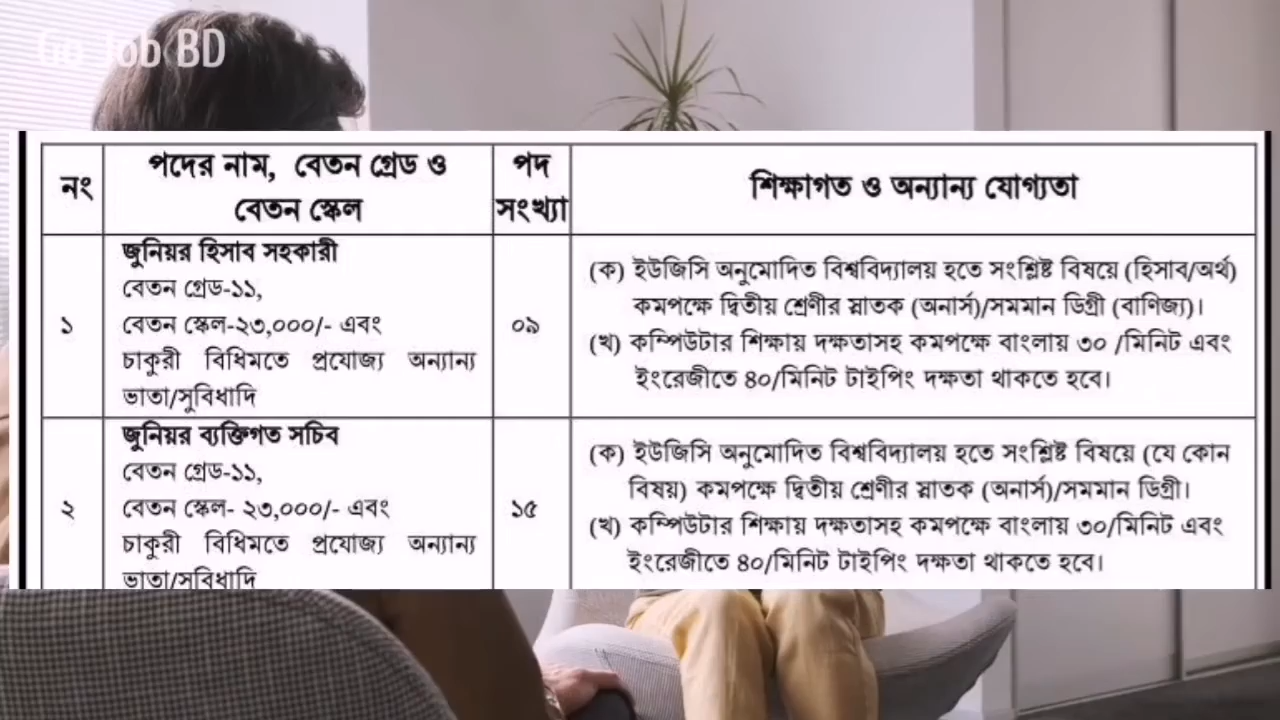 Go Job BD
নং
পদের নাম, বেতন গ্রেড ও
বেতন স্কেল
পদ
সংখ্যা
শিক্ষাগত ও অন্যান্য যোগ্যতা
১
জুনিয়র হিসাব সহকারী
বেতন গ্রেড-১১,
বেতন স্কেল-২৩,০০০/- এবং
চাকুরী বিধিমতে প্রযোজ্য অন্যান্য
ভাতা/সুবিধাদি
০৯
(ক) ইউজিসি অনুমোদিত বিশ্ববিদ্যালয় হতে সংশ্লিষ্ট বিষয়ে (হিসাব/অর্থ)
কমপক্ষে দ্বিতীয় শ্রেণীর স্নাতক (অনার্স)/সমমান ডিগ্রী (বাণিজ্য)।
(খ) কম্পিউটার শিক্ষায় দক্ষতাসহ কমপক্ষে বাংলায় ৩০ /মিনিট এবং
ইংরেজীতে ৪০/মিনিট টাইপিং দক্ষতা থাকতে হবে।
২
জুনিয়র ব্যক্তিগত সচিব
বেতন গ্রেড-১১,
বেতন স্কেল- ২৩,০০০/- এবং
চাকুরী বিধিমতে প্রযোজ্য অন্যান্য
ভাতা/সুবিধাদি
১৫
(ক) ইউজিসি অনুমোদিত বিশ্ববিদ্যালয় হতে সংশ্লিষ্ট বিষয়ে (যে কোন
বিষয়) কমপক্ষে দ্বিতীয় শ্রেণীর স্নাতক (অনার্স)/সমমান ডিগ্রী।
(খ) কম্পিউটার শিক্ষায় দক্ষতাসহ কমপক্ষে বাংলায় ৩০/মিনিট এবং
ইংরেজীতে ৪০/মিনিট টাইপিং দক্ষতা থাকতে হবে।